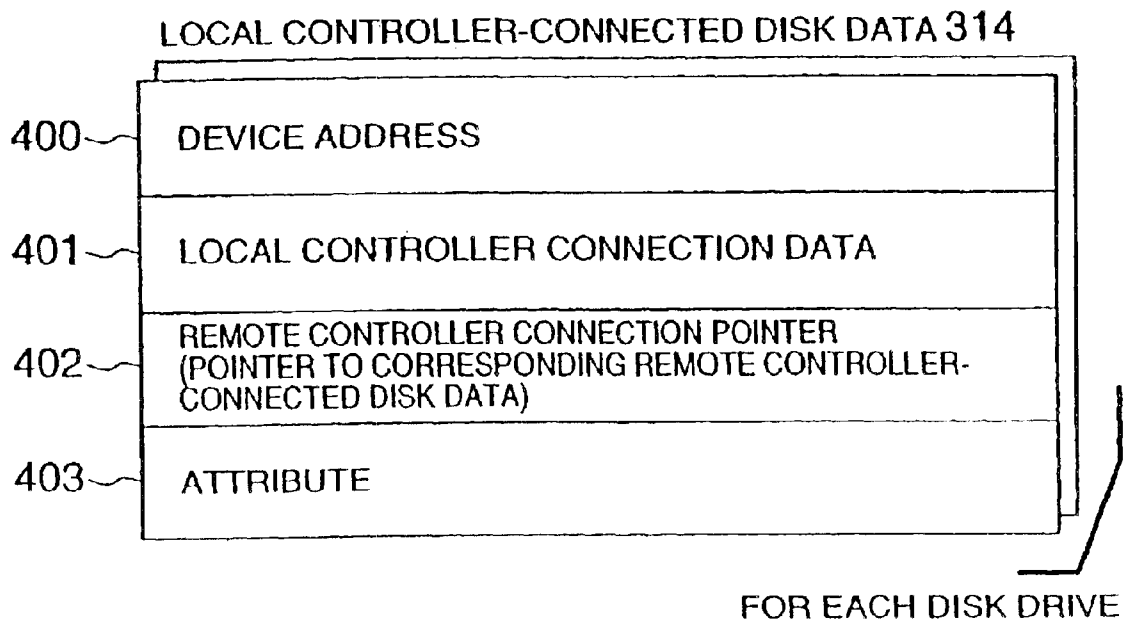 LOCAL CONTROLLER-CONNECTED DISK DATA 314
400 DEVICE ADDRESS
401 LOCAL CONTROLLER CONNECTION DATA
REMOTE CONTROLLER CONNECTION POINTER
402 (POINTER TO CORRESPONDING REMOTE CONTROLLER-
CONNECTED DISK DATA)
403 ATTRIBUTE
FOR EACH DISK DRIVE